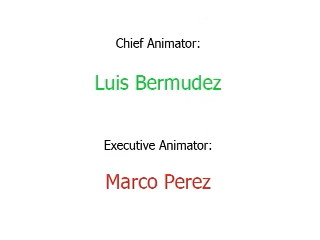 Chief Animator:
Luis Bermudez
Executive Animator:
Marco Perez